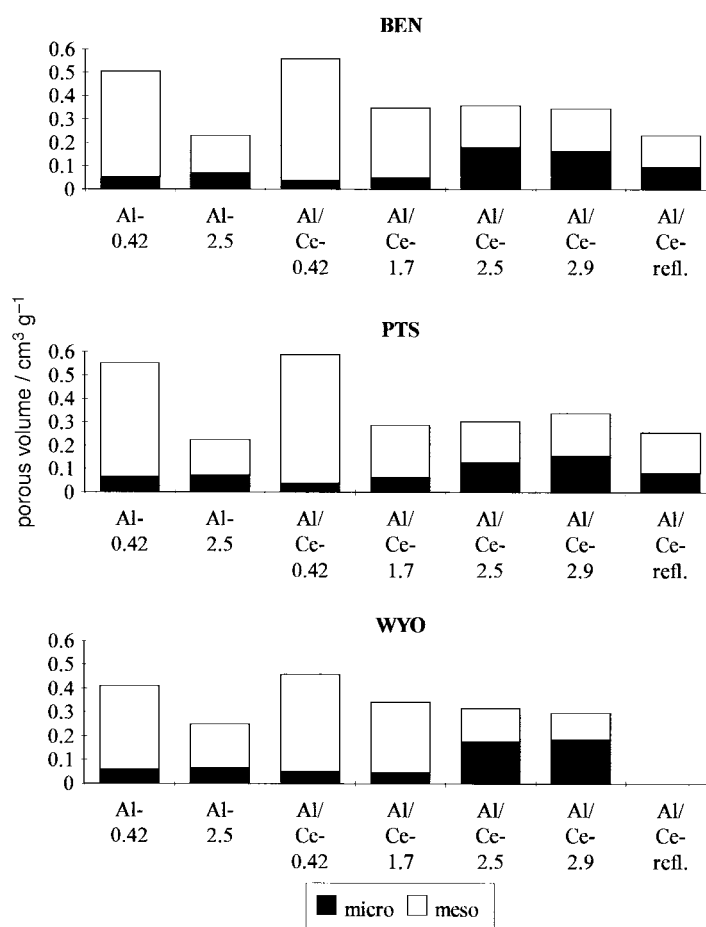 BEN
0.6
0.5
0.4
0.3
0.2
0.1
0
Al- Al- Al/ Al/ Al/ Al/ Al/
0.42 2.5 Ce- Ce- Ce- Ce- Ce-
0.42 1.7 2.5 2.9 refl.
porous volume / cm³ g⁻¹
PTS
0.6
0.5
0.4
0.3
0.2
0.1
0
Al- Al- Al/ Al/ Al/ Al/ Al/
0.42 2.5 Ce- Ce- Ce- Ce- Ce-
0.42 1.7 2.5 2.9 refl.
WYO
0.6
0.5
0.4
0.3
0.2
0.1
0
Al- Al- Al/ Al/ Al/ Al/ Al/
0.42 2.5 Ce- Ce- Ce- Ce- Ce-
0.42 1.7 2.5 2.9 refl.
micro meso